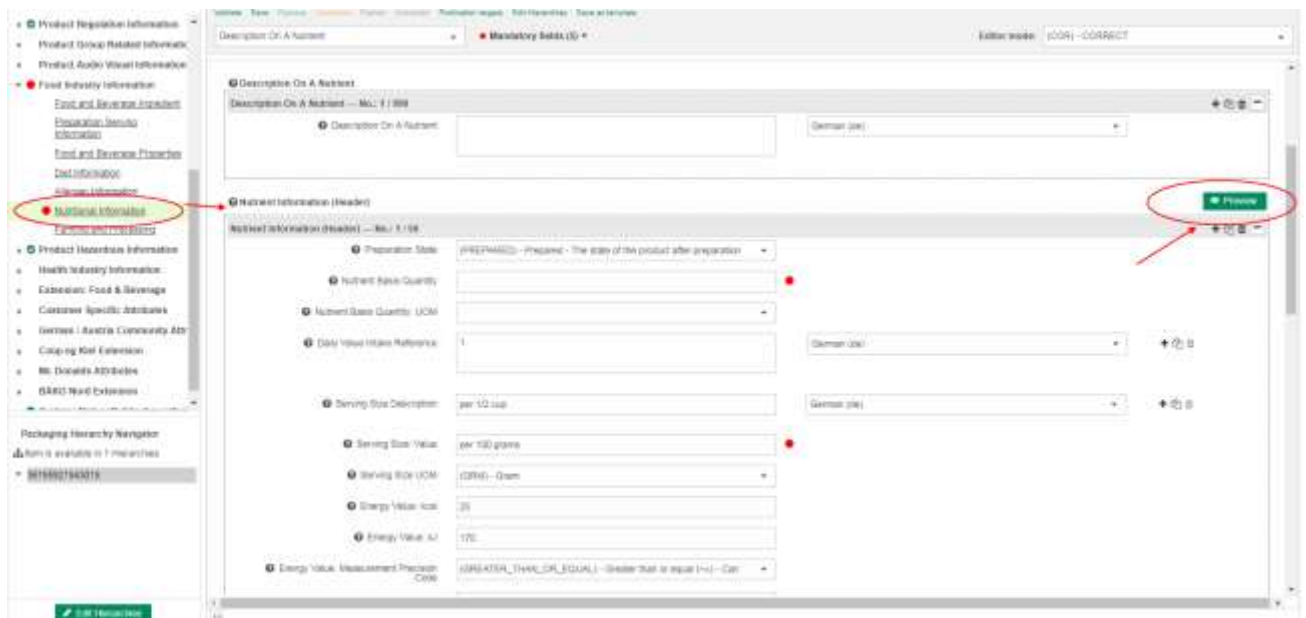 Product Regulation Information
Product Group Related Informatio
Product Audio Visual Information
Food Industry Information
Food and Beverage Ingredient
Preparation Serving
Information
Food and Beverage Properties
Diet Information
Allergen Information
Nutritional Information
Product Hazardous Information
Health Industry Information
Extension: Food & Beverage
Customer Specific Attributes
German / Austria Community Attr
Coop og Kiwi Extension
Mc Donalds Attributes
BÄKO Nord Extension
Packaging Hierarchy Navigator
Item is available in 1 Hierarchies
Edit Hierarchies
Description On A Nutrient
Mandatory fields (5)
Editor mode: (COR) - CORRECT
Description On A Nutrient
Description On A Nutrient — No.: 1 / 999
Description On A Nutrient
German (de)
Nutrient Information (Header)
Preview
Nutrient Information (Header) — No.: 1 / 50
Preparation State
(PREPARED) - Prepared - The state of the product after preparation
Nutrient Basis Quantity
Nutrient Basis Quantity: UOM
Daily Value Intake Reference
1
German (de)
Serving Size Description
per 1/2 cup
German (de)
Serving Size: Value
per 100 grams
Serving Size UOM
(GRM) - Gram
Energy Value: kcal
25
Energy Value: kJ
170
Energy Value: Measurement Precision
Code
(GREATER_THAN_OR_EQUAL) - Greater than or equal (>=) - Can